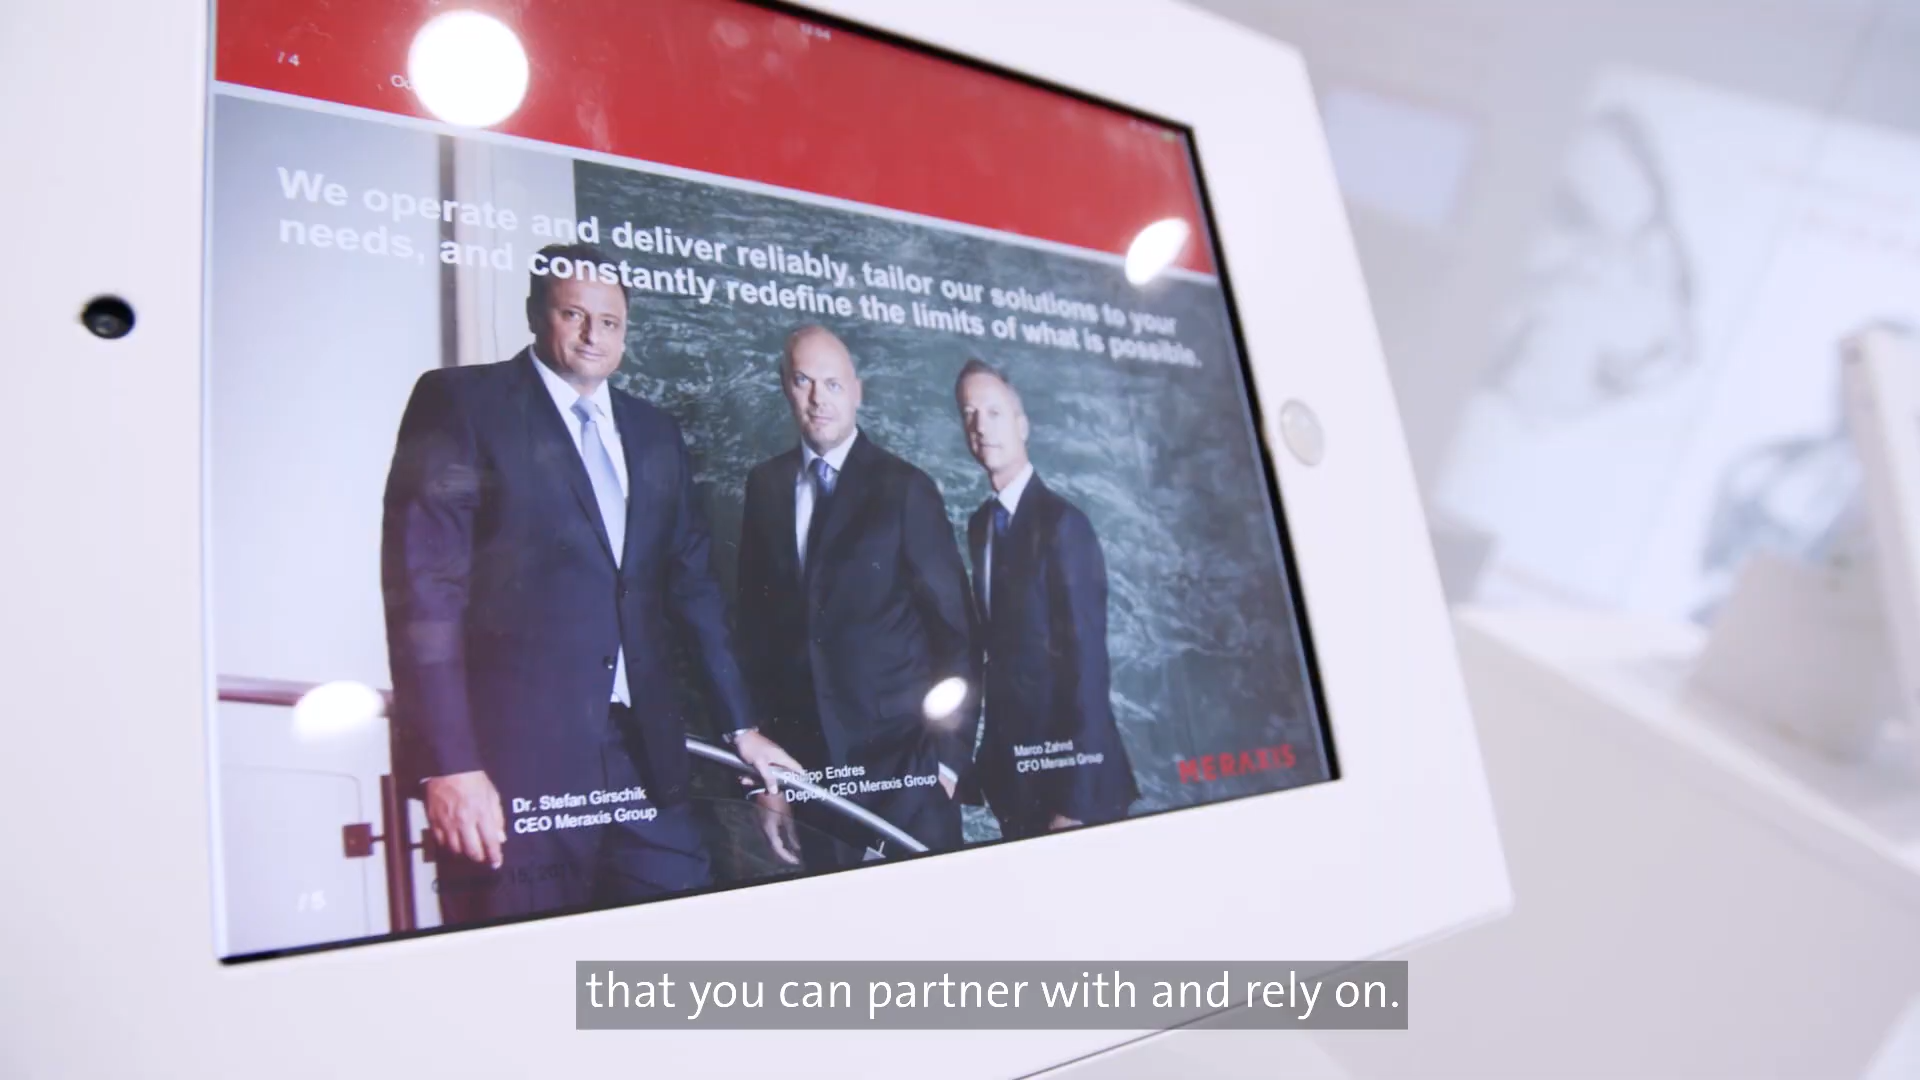 / 4
We operate and deliver reliably, tailor our solutions to your
needs, and constantly redefine the limits of what is possible.
Dr. Stefan Girschik
CEO Meraxis Group
Philipp Endres
Deputy CEO Meraxis Group
Marco Zahnd
CFO Meraxis Group
MERAXIS
/ 5
that you can partner with and rely on.